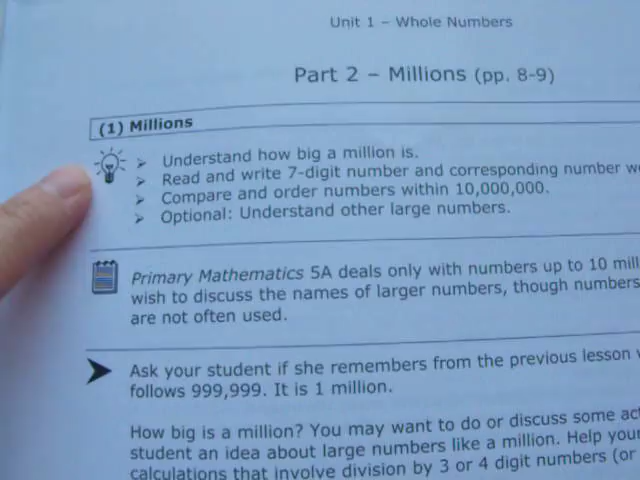 Unit 1 – Whole Numbers
Part 2 – Millions (pp. 8-9)
(1) Millions
Understand how big a million is.
Read and write 7-digit number and corresponding number
Compare and order numbers within 10,000,000.
Optional: Understand other large numbers.
Primary Mathematics 5A deals only with numbers up to 10
wish to discuss the names of larger numbers, though numbers
are not often used.
Ask your student if she remembers from the previous lesson
follows 999,999. It is 1 million.
How big is a million? You may want to do or discuss some
student an idea about large numbers like a million. Help your
calculations that involve division by 3 or 4 digit numbers (or